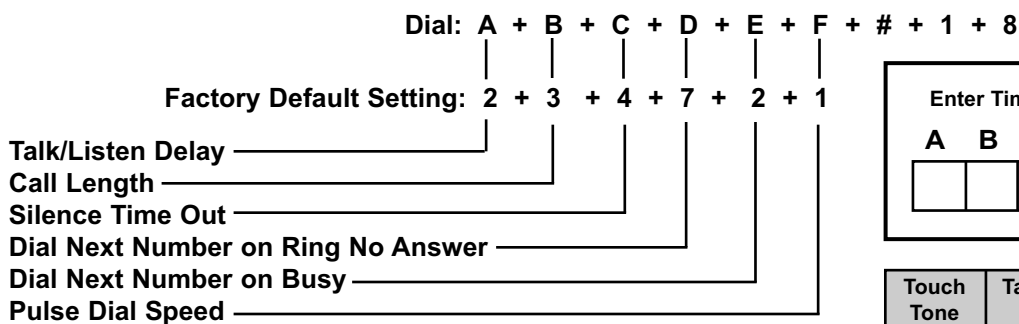 Dial: A + B + C + D + E + F + # + 1 + 8
Factory Default Setting: 2 + 3 + 4 + 7 + 2 + 1
Talk/Listen Delay
Call Length
Silence Time Out
Dial Next Number on Ring No Answer
Dial Next Number on Busy
Pulse Dial Speed
Enter
A B
Touch
Tone